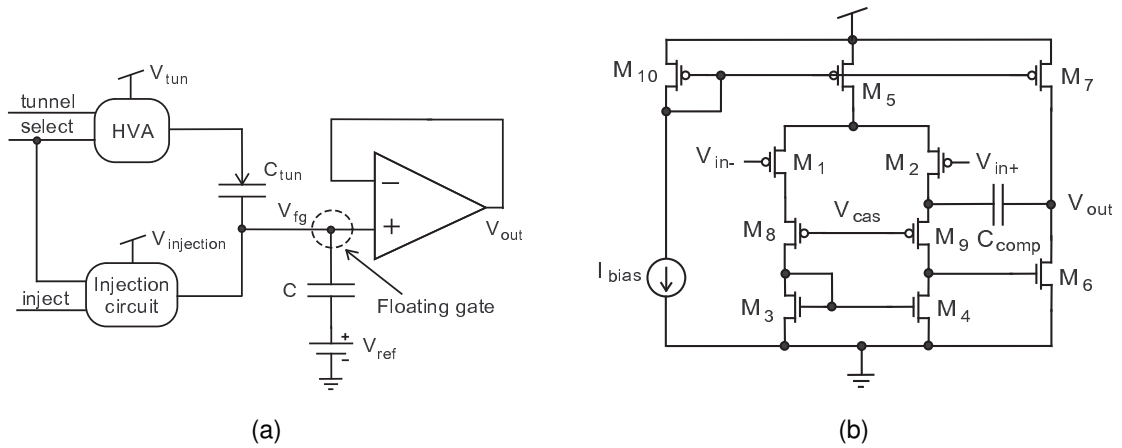 V_tun
tunnel
select
HVA
C_tun
V_fg
V_injection
Injection
circuit
inject
C
V_ref
+
-
Floating gate
−
+
V_out
(a)
M_10
M_5
M_7
V_in-
M_1
M_2
V_in+
V_cas
M_8
M_9
C_comp
V_out
I_bias
M_3
M_4
M_6
(b)